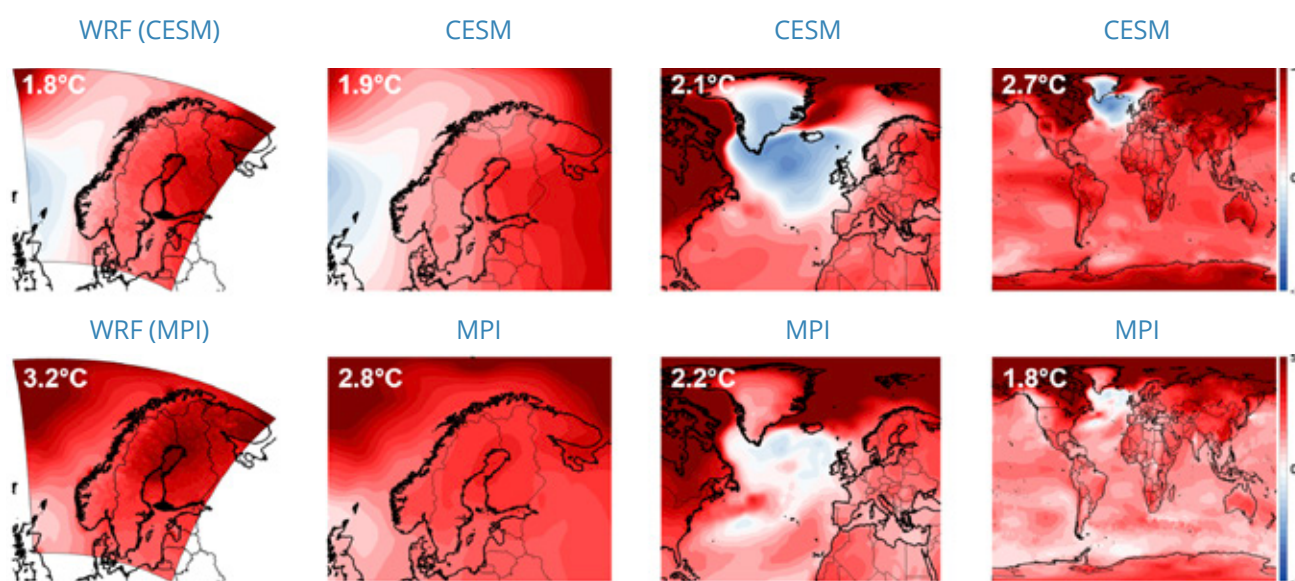 WRF (CESM) CESM CESM CESM
1.8°C 1.9°C 2.1°C 2.7°C
WRF (MPI) MPI MPI MPI
3.2°C 2.8°C 2.2°C 1.8°C